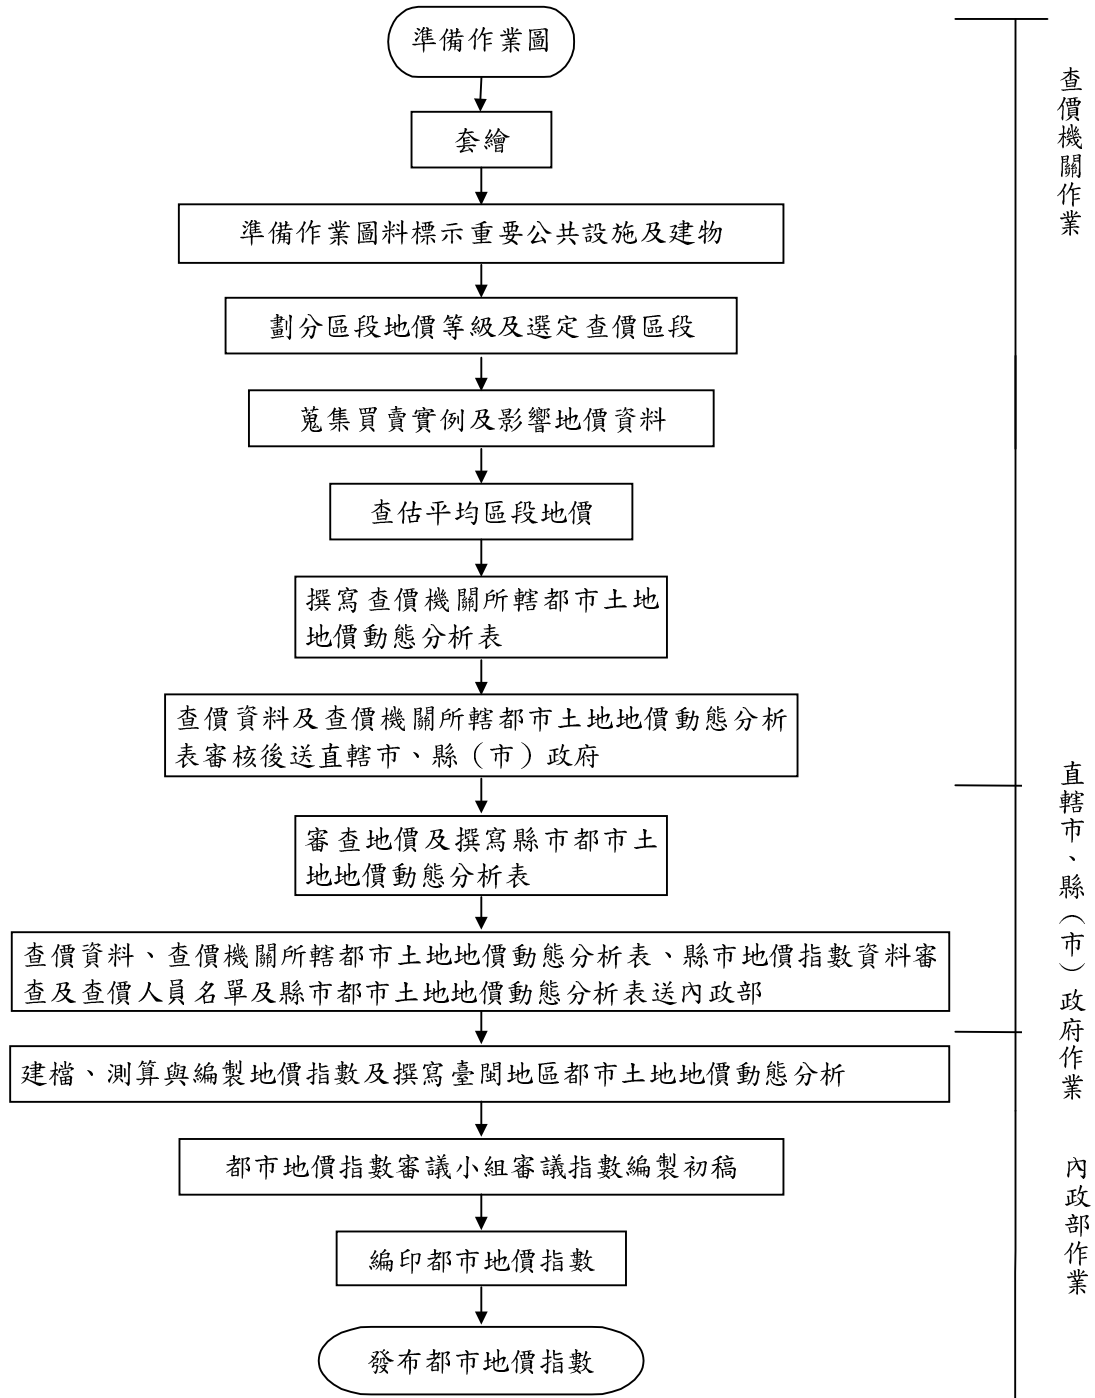 準備作業圖
套繪
準備作業圖料標示重要公共設施及建物
劃分區段地價等級及選定查價區段
蒐集買賣實例及影響地價資料
查估平均區段地價
撰寫查價機關所轄都市土地
地價動態分析表
查價資料及查價機關所轄都市土地地價動態分析
表審核後送直轄市、縣（市）政府
審查地價及撰寫縣市都市土
地地價動態分析表
查價資料、查價機關所轄都市土地地價動態分析表、縣市地價指數資料審
查及查價人員名單及縣市都市土地地價動態分析表送內政部
建檔、測算與編製地價指數及撰寫臺閩地區都市土地地價動態分析
都市地價指數審議小組審議指數編製初稿
編印都市地價指數
發布都市地價指數
查價機關作業
直轄市、縣（市）政府作業
內政部作業